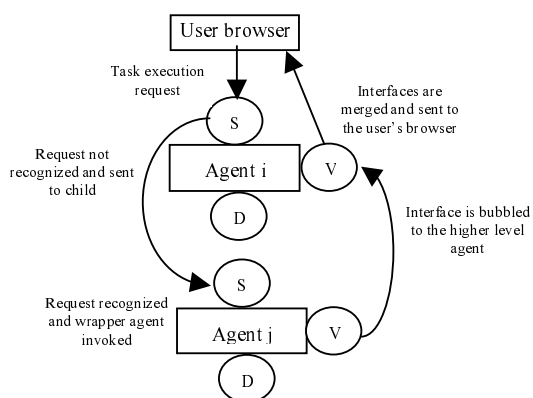 User browser
Task execution
request
Interfaces are
merged and sent to
the user's browser
S
Request not
recognized and sent
to child
Agent i
V
D
Interface is bubbled
to the higher level
agent
S
Request recognized
and wrapper agent
invoked
Agent j
V
D